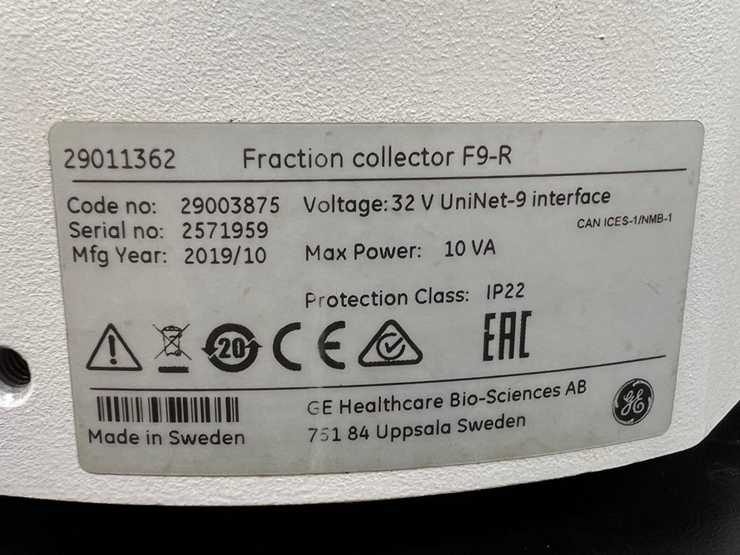 29011362 Fraction collector F9-R
Code no: 29003875 Voltage: 32 V UniNet-9 interface
Serial no: 2571959 CAN ICES-1/NMB-1
Mfg Year: 2019/10 Max Power: 10 VA
Protection Class: IP22
20 CE EAC
GE Healthcare Bio-Sciences AB GE
Made in Sweden 751 84 Uppsala Sweden